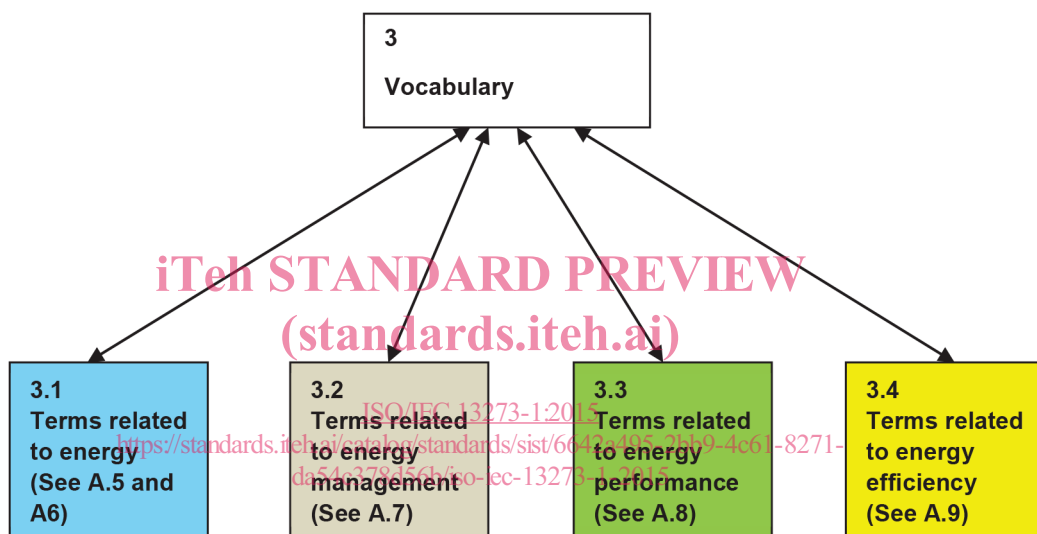 3
Vocabulary
iTeh STANDARD PREVIEW
(standards.iteh.ai)
3.1
Terms related
to energy
(See A.5 and
A6)
3.2
Terms related
to energy
management
(See A.7)
3.3
Terms related
to energy
performance
(See A.8)
3.4
Terms related
to energy
efficiency
(See A.9)
ISO/IEC 13273-1:2015
https://standards.iteh.ai/catalog/standards/sist/6642a495-2bb9-4c61-8271-
da54c378d56b/iso-iec-13273-1-2015